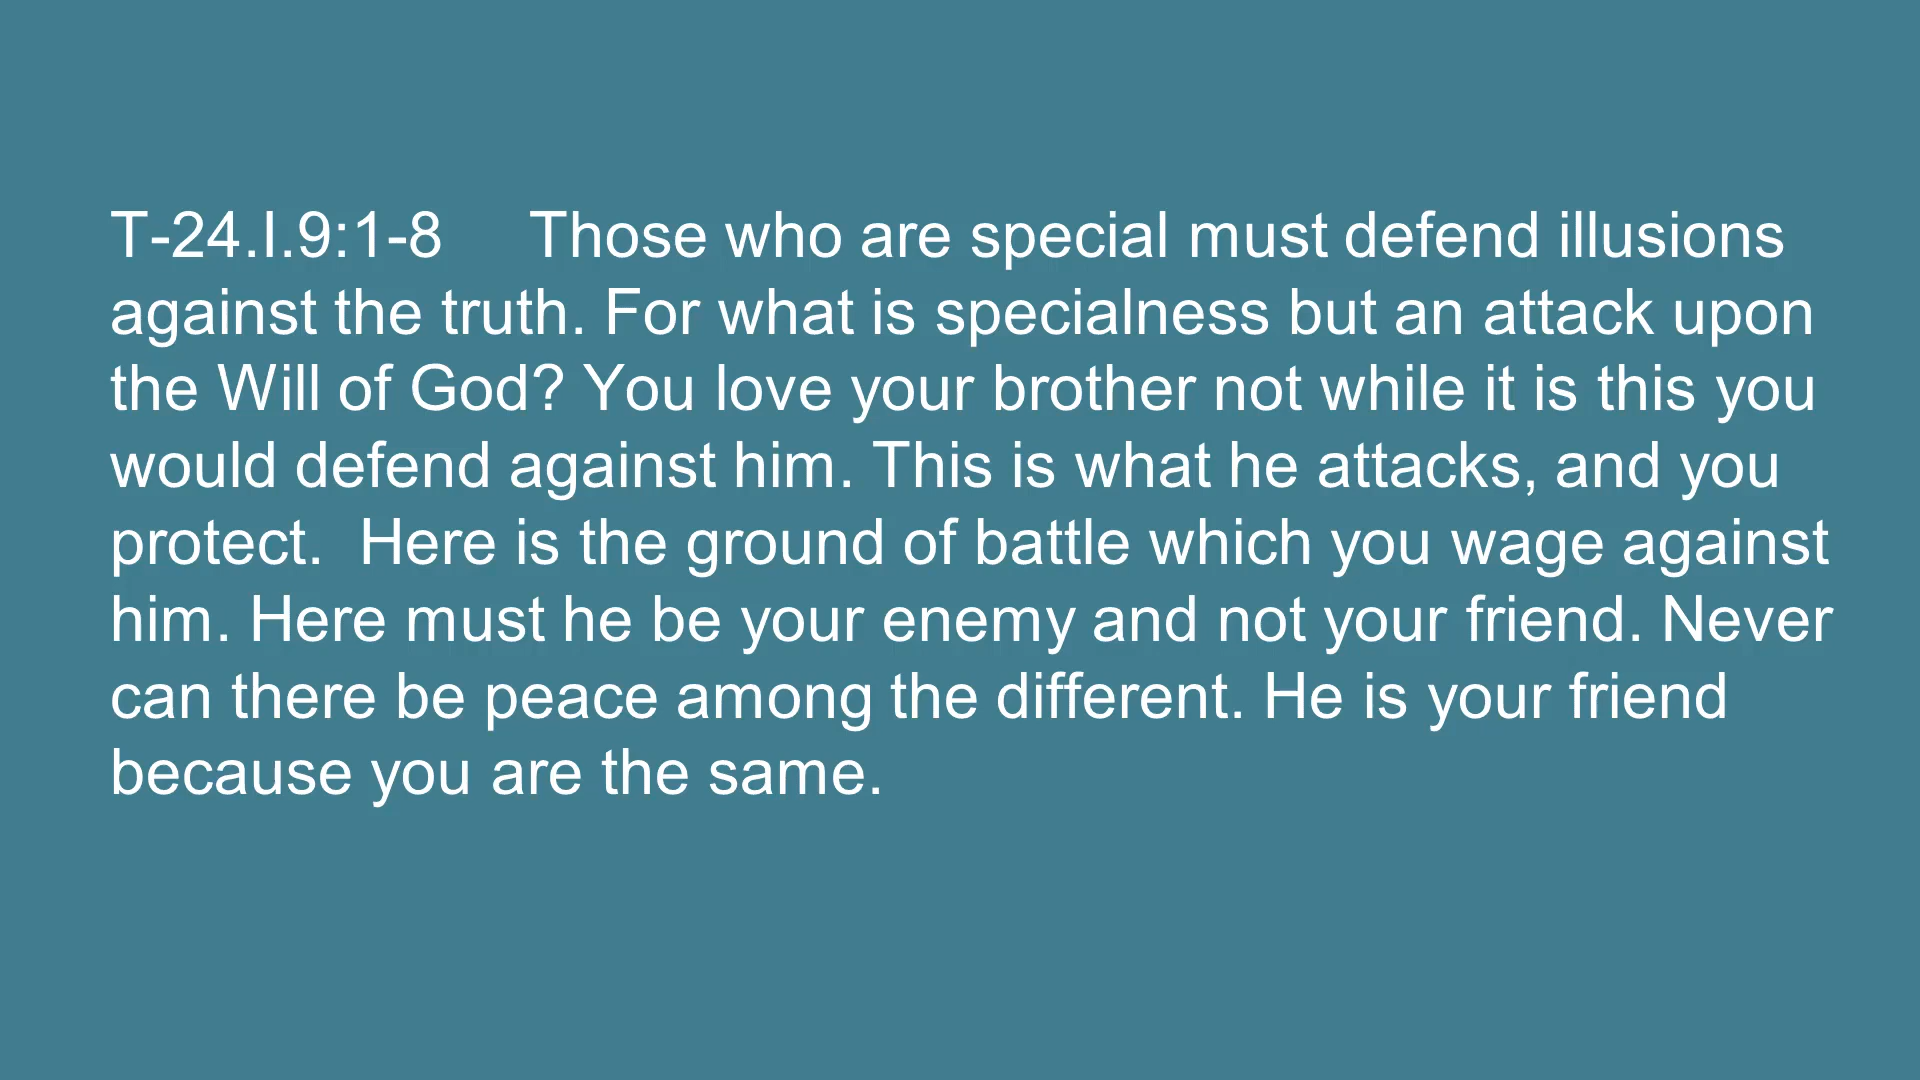 T-24.I.9:1-8     Those who are special must defend illusions
against the truth. For what is specialness but an attack upon
the Will of God? You love your brother not while it is this you
would defend against him. This is what he attacks, and you
protect.  Here is the ground of battle which you wage against
him. Here must he be your enemy and not your friend. Never
can there be peace among the different. He is your friend
because you are the same.